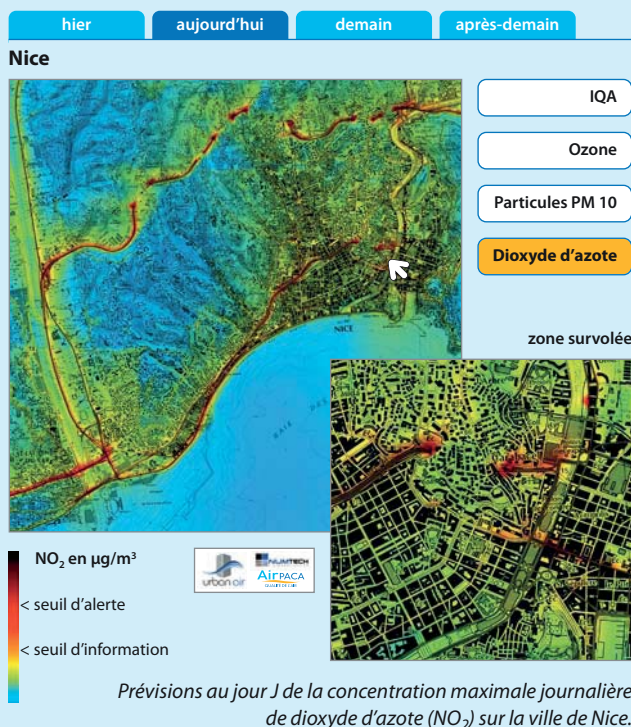 hier
aujourd'hui
demain
après-demain
Nice
IQA
Ozone
Particules PM 10
Dioxyde d'azote
NICE
zone survolée
NO₂ en µg/m³
< seuil d'alerte
< seuil d'information
urban air
NUMTECH
AirPACA
Prévisions au jour J de la concentration maximale journalière
de dioxyde d'azote (NO₂) sur la ville de Nice.